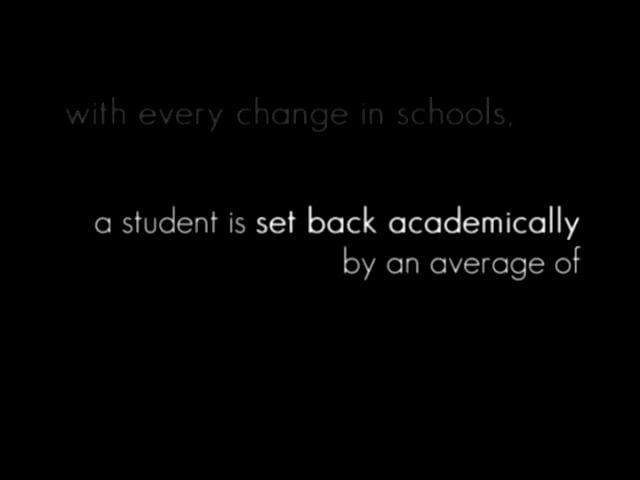 with every change in schools,
a student is set back academically
by an average of